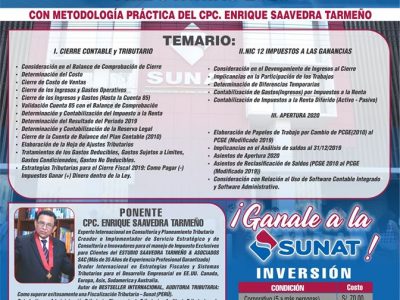 CON METODOLOGÍA PRÁCTICA DEL CPC. ENRIQUE SAAVEDRA TARMEÑO
TEMARIO:
I. CIERRE CONTABLE y TRIBUTARIO
• Consideración en el Balance de Comprobación de Cierre
• Determinación del Costo
• Cierre de Costo de Ventas
• Cierre de los Ingresos y Gastos Operativos
• Cierre de los Ingresos y Gastos (Hasta la Cuenta 85)
• Validación Cuenta 85 con el Balance de Comprobación
• Determinación y Contabilización del Impuesto a la Renta
• Determinación del Resultado del Periodo 2019
• Determinación y Contabilización de la Reserva Legal
• Cierre de la Cuenta de Balance del Plan Contable (2010)
• Elaboración de la Hoja de Ajustes Tributarios
• Tratamientos de los Gastos Deducibles, Gastos Sujetos a Límites, Gastos Condicionados, Gastos No Deducibles.
• Estrategias Tributarias para el Cierre Fiscal 2019: Como Pagar (-) Impuestos Ganar (+) Dinero dentro de la Ley.
II. NIC 12 IMPUESTOS A LAS GANANCIAS
• Consideración en el Devengamiento de Ingresos al Cierre
• Implicancias en la Participación de los Trabajos
• Determinación de Diferencias Temporarias
• Contabilización de Gastos(Ingresos) por Impuestos a la Renta
• Contabilización de Impuestos a la Renta Diferido (Activo - Pasivo)
III. APERTURA 2020
• Elaboración de Papeles de Trabajo por Cambio de PCGE(2010) al PCGE (Modificado 2019))
• Implicancias en el Análisis de saldos al 31/12/2019
• Asientos de Apertura 2020
• Asientos de Reclasificación de Saldos (PCGE 2010 al PCGE (Modificado 2019))
• Consideración con Relación al Uso de Software Contable Integrado y Software Administrativo.
PONENTE
CPC. ENRIQUE SAAVEDRA TARMEÑO
Experto Internacional en Auditoría y Planeamiento Tributario
Creador e Implementador de Servicio Estratégico y de
Consultoría e Innovadores para el manejo de Impuesto Exclusivo
para Clientes del ESTUDIO SAAVEDRA TARMEÑO & ASOCIADOS
SAC (Más de 25 Años de Experiencia Profesional Garantizada)
Orador Internacional en Estrategias Fiscales y Sistemas
Tributarios para el Desarrollo Empresarial en EE.UU. Canada,
Europa, Asia, Sudamerica y Australia.
Autor de BESTSELLER INTERNACIONAL, AUDITORIA TRIBUTARIA:
Como superar exitosamente una Fiscalización Tributaria - Sunat (PERÚ).
¡Ganale a la
SUNAT!
INVERSIÓN
CONDICIÓN
Costo
Corporativo (5 a más personas)
S/. 70.00